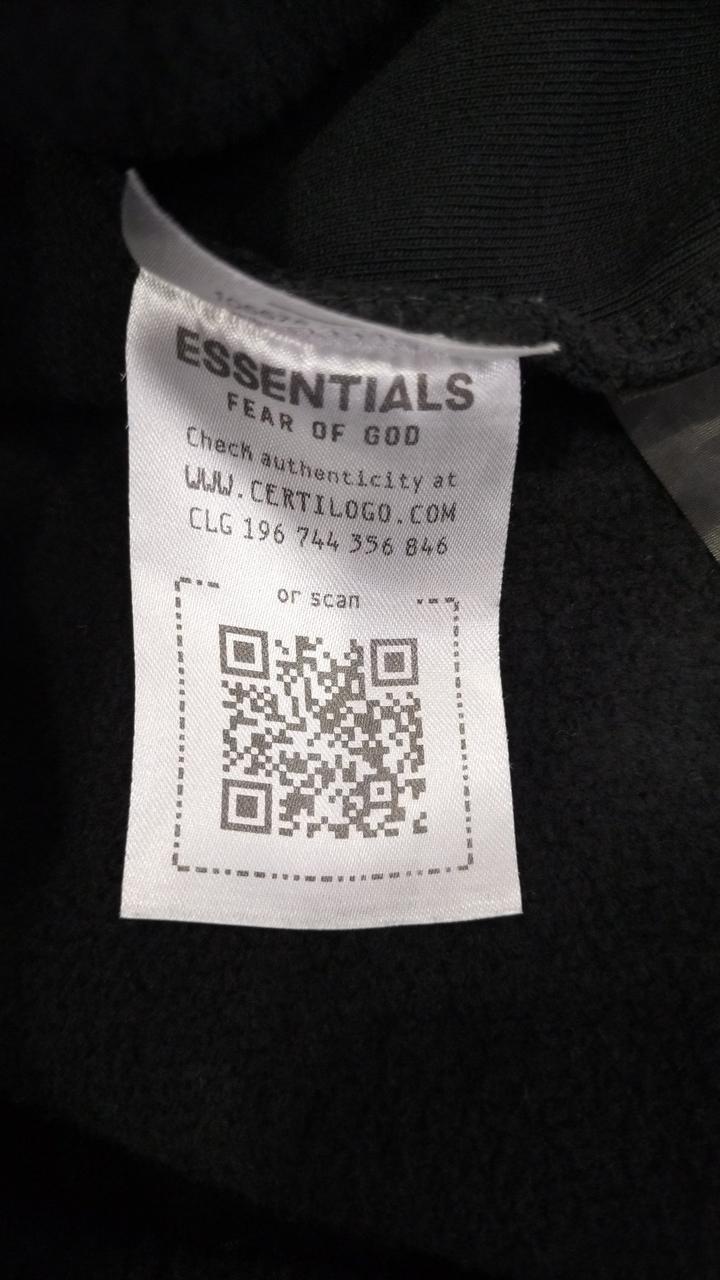 ESSENTIALS
FEAR OF GOD
Check authenticity at
WWW.CERTILOGO.COM
CLG 196 744 356 846
or scan